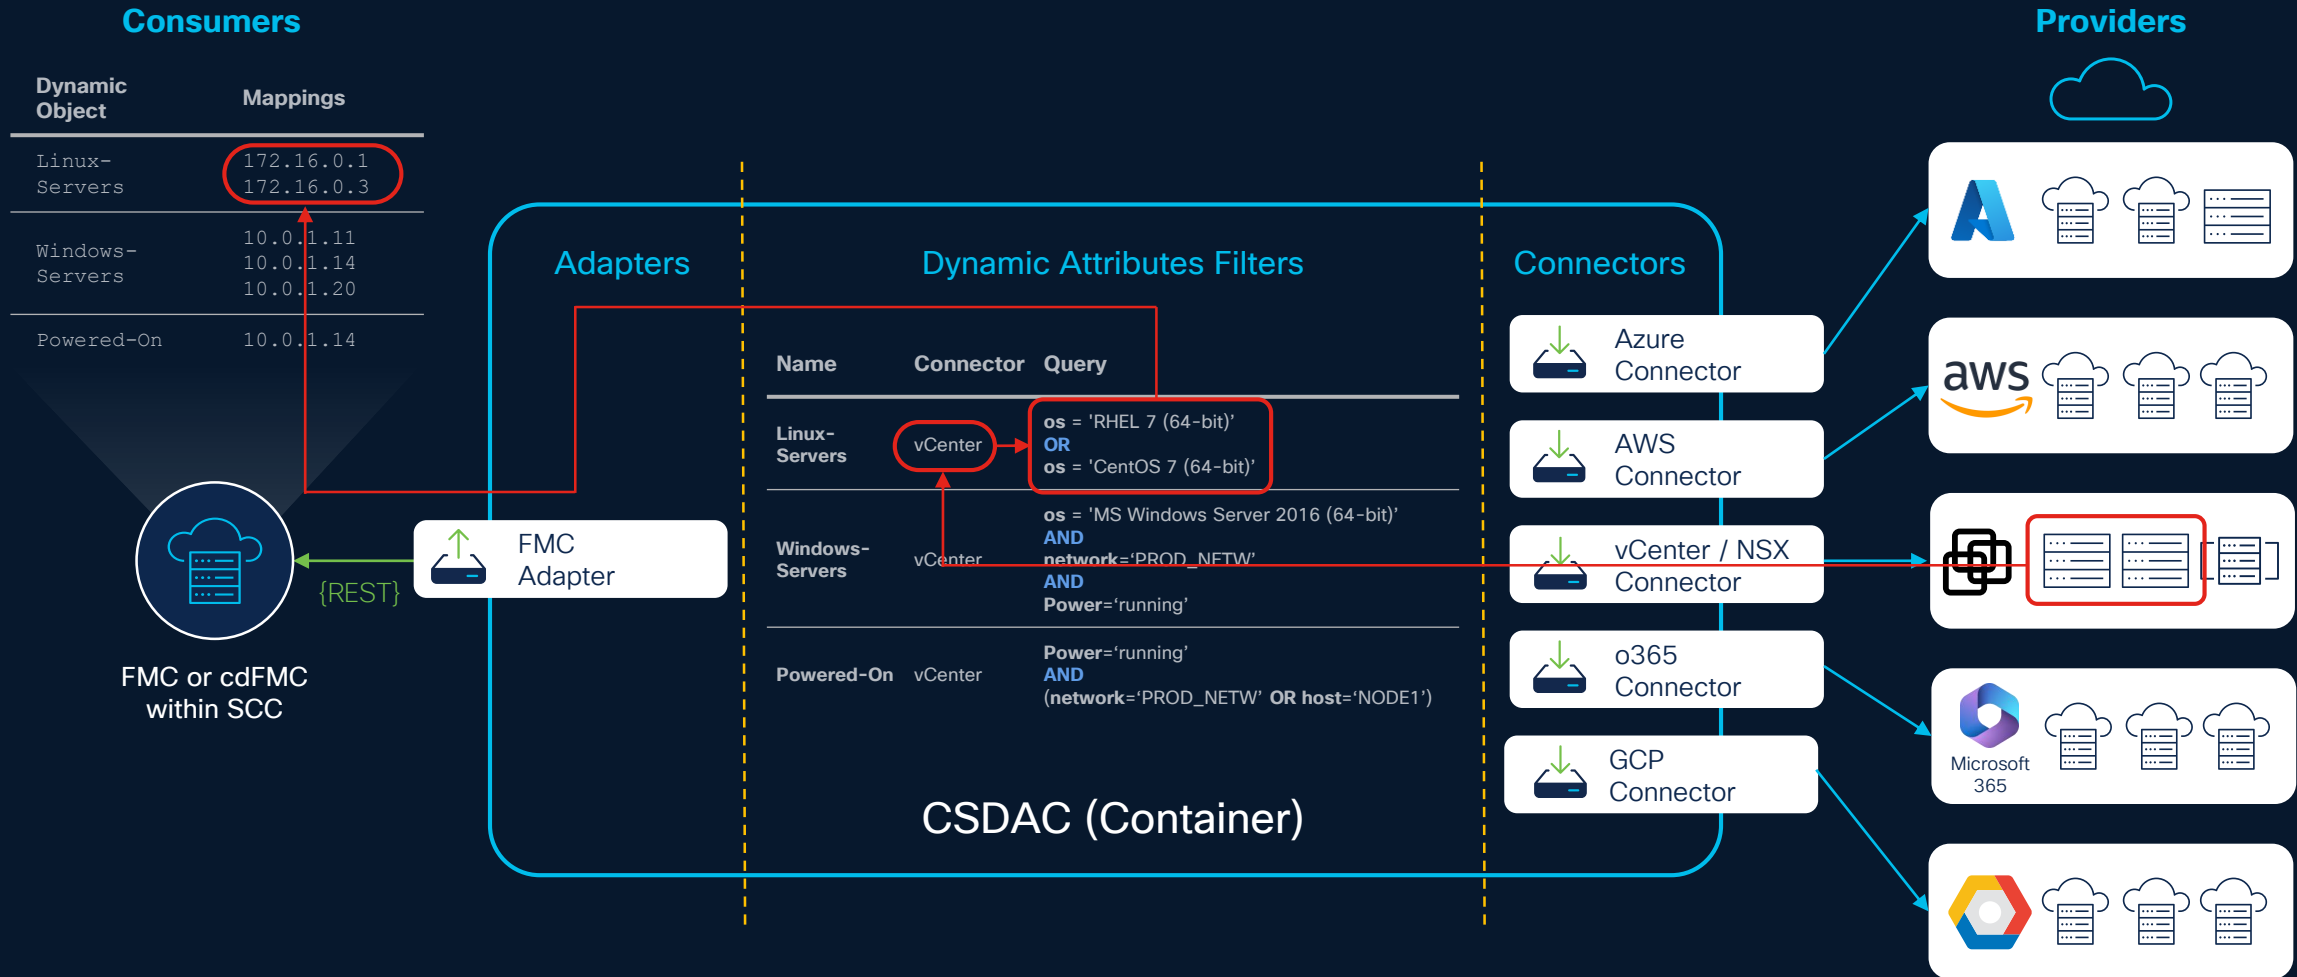 Consumers
Providers
Dynamic
Object
Mappings
Linux-
Servers
172.16.0.1
172.16.0.3
Windows-
Servers
10.0.1.11
10.0.1.14
10.0.1.20
Powered-On
10.0.1.14
{REST}
FMC or cdFMC
within SCC
Adapters
FMC
Adapter
Dynamic Attributes Filters
Name
Connector
Query
Linux-
Servers
vCenter
os = 'RHEL 7 (64-bit)’
OR
os = 'CentOS 7 (64-bit)’
Windows-
Servers
vCenter
os = 'MS Windows Server 2016 (64-bit)’
AND
network=‘PROD_NETW’
AND
Power=‘running’
Powered-On
vCenter
Power=‘running’
AND
(network=‘PROD_NETW’ OR host=‘NODE1’)
CSDAC (Container)
Connectors
Azure
Connector
AWS
Connector
vCenter / NSX
Connector
o365
Connector
GCP
Connector
aws
Microsoft
365